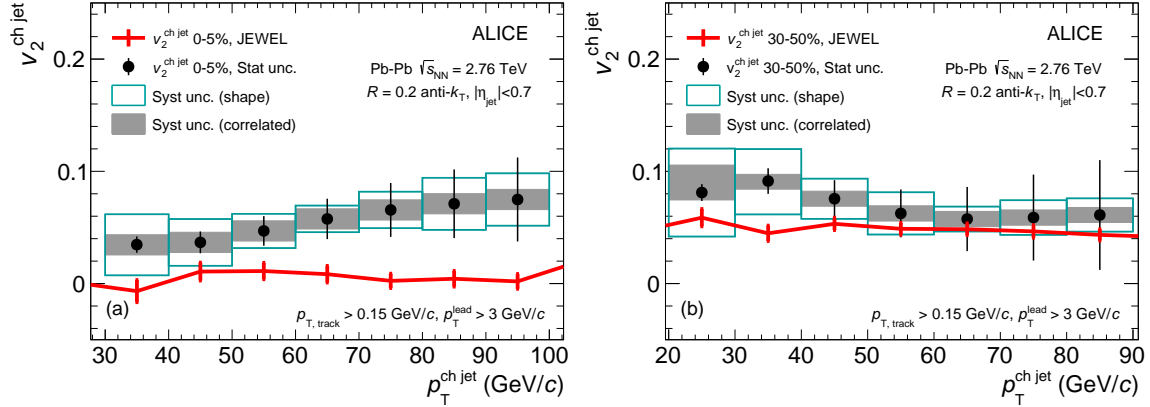 v₂^ch jet
v₂^ch jet 0-5%, JEWEL
ALICE
v₂^ch jet 0-5%, Stat unc.
Pb-Pb √s_NN = 2.76 TeV
Syst unc. (shape)
R = 0.2 anti-k_T, |η_jet|<0.7
Syst unc. (correlated)
0.2
0.1
0
(a)
p_T, track > 0.15 GeV/c, p_T^lead > 3 GeV/c
30 40 50 60 70 80 90 100
p_T^ch jet (GeV/c)
v₂^ch jet
v₂^ch jet 30-50%, JEWEL
ALICE
v₂^ch jet 30-50%, Stat unc.
Pb-Pb √s_NN = 2.76 TeV
Syst unc. (shape)
R = 0.2 anti-k_T, |η_jet|<0.7
Syst unc. (correlated)
0.2
0.1
0
(b)
p_T, track > 0.15 GeV/c, p_T^lead > 3 GeV/c
20 30 40 50 60 70 80 90
p_T^ch jet (GeV/c)